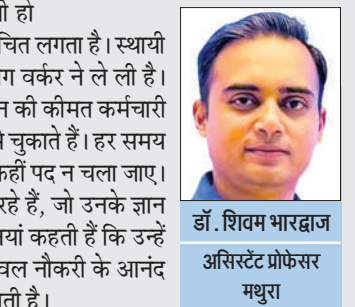 ो हो
चित लगता है। स्थायी
ग वर्कर ने ले ली है।
न की कीमत कर्मचारी
चुकाते हैं। हर समय
कहीं पद न चला जाए।
रहे हैं, जो उनके ज्ञान
यां कहती हैं कि उन्हें
वल नौकरी के आनंद
ती है।
डॉ. शिवम भारद्वाज
असिस्टेंट प्रोफेसर
मथुरा